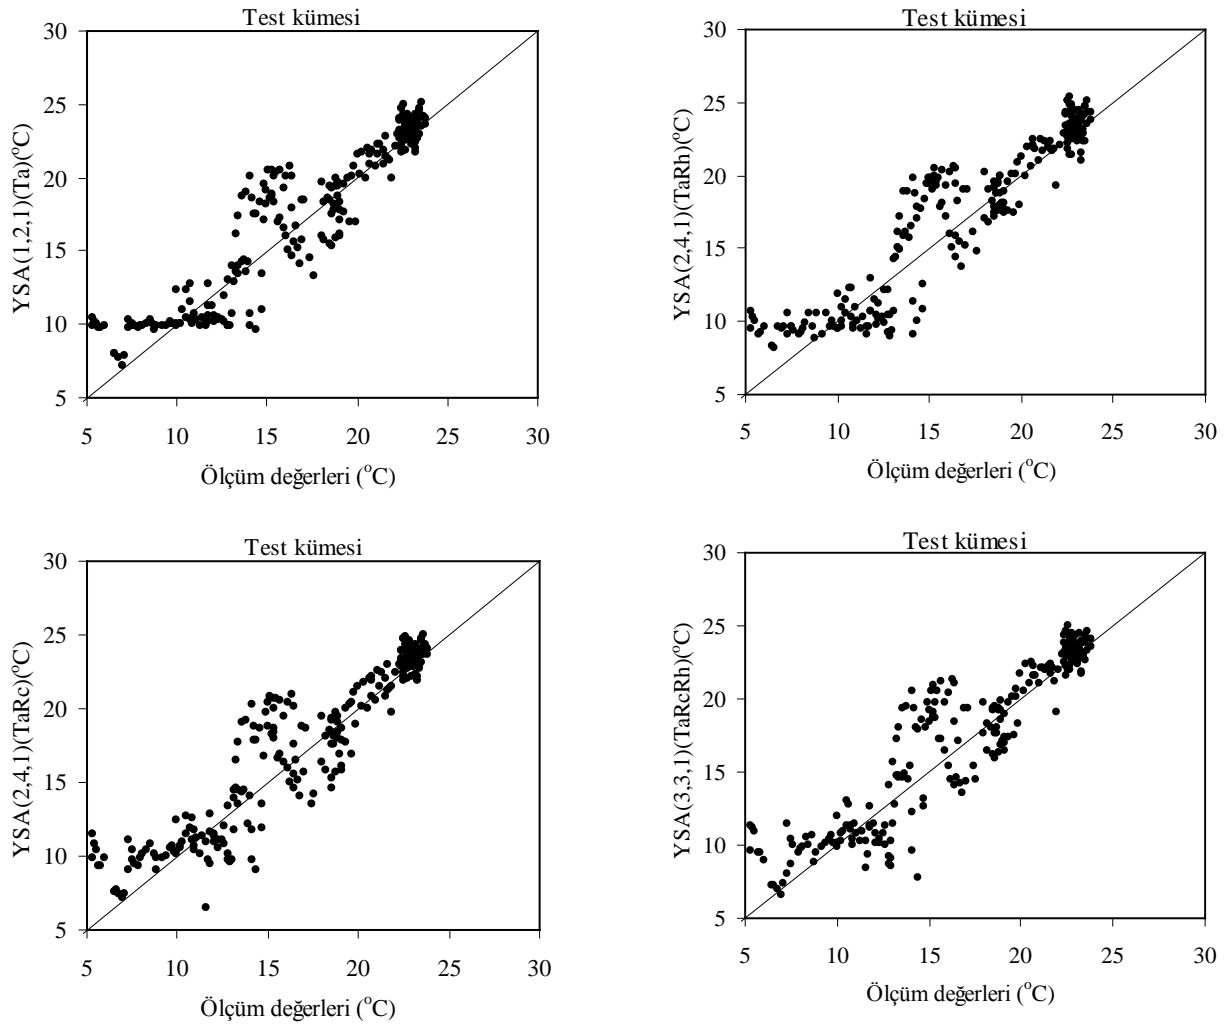 Test kümesi
30
25
20
15
10
5
YSA(1,2,1)(Ta)(°C)
5 10 15 20 25 30
Ölçüm değerleri (°C)
Test kümesi
30
25
20
15
10
5
YSA(2,4,1)(TaRh)(°C)
5 10 15 20 25 30
Ölçüm değerleri (°C)
Test kümesi
30
25
20
15
10
5
YSA(2,4,1)(TaRc)(°C)
5 10 15 20 25 30
Ölçüm değerleri (°C)
Test kümesi
30
25
20
15
10
5
YSA(3,3,1)(TaRcRh)(°C)
5 10 15 20 25 30
Ölçüm değerleri (°C)